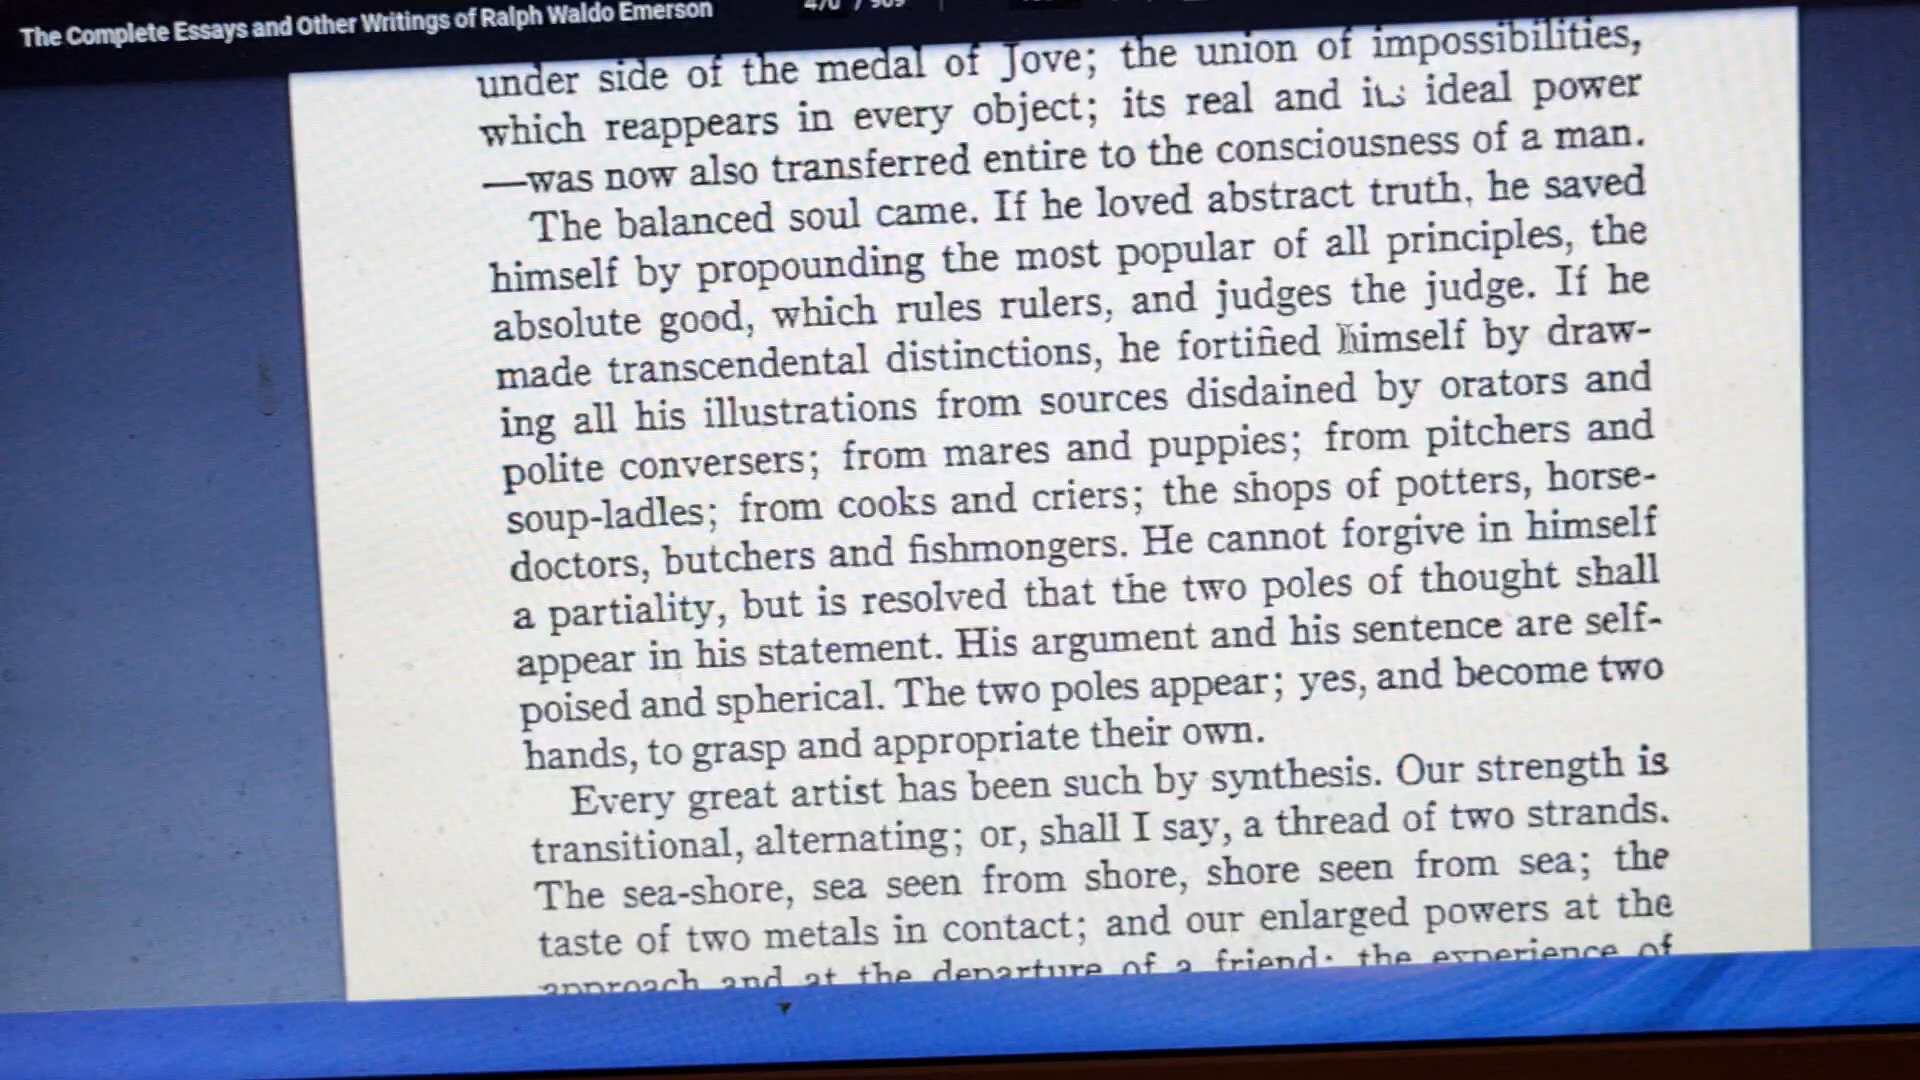 The Complete Essays and Other Writings of Ralph Waldo Emerson
under side of the medal of Jove; the union of impossibilities,
which reappears in every object; its real and its ideal power
—was now also transferred entire to the consciousness of a man.
The balanced soul came. If he loved abstract truth, he saved
himself by propounding the most popular of all principles, the
absolute good, which rules rulers, and judges the judge. If he
made transcendental distinctions, he fortified himself by draw-
ing all his illustrations from sources disdained by orators and
polite conversers; from mares and puppies; from pitchers and
soup-ladles; from cooks and criers; the shops of potters, horse-
doctors, butchers and fishmongers. He cannot forgive in himself
a partiality, but is resolved that the two poles of thought shall
appear in his statement. His argument and his sentence are self-
poised and spherical. The two poles appear; yes, and become two
hands, to grasp and appropriate their own.
Every great artist has been such by synthesis. Our strength is
transitional, alternating; or, shall I say, a thread of two strands.
The sea-shore, sea seen from shore, shore seen from sea; the
taste of two metals in contact; and our enlarged powers at the
approach and at the departure of a friend; the experience of